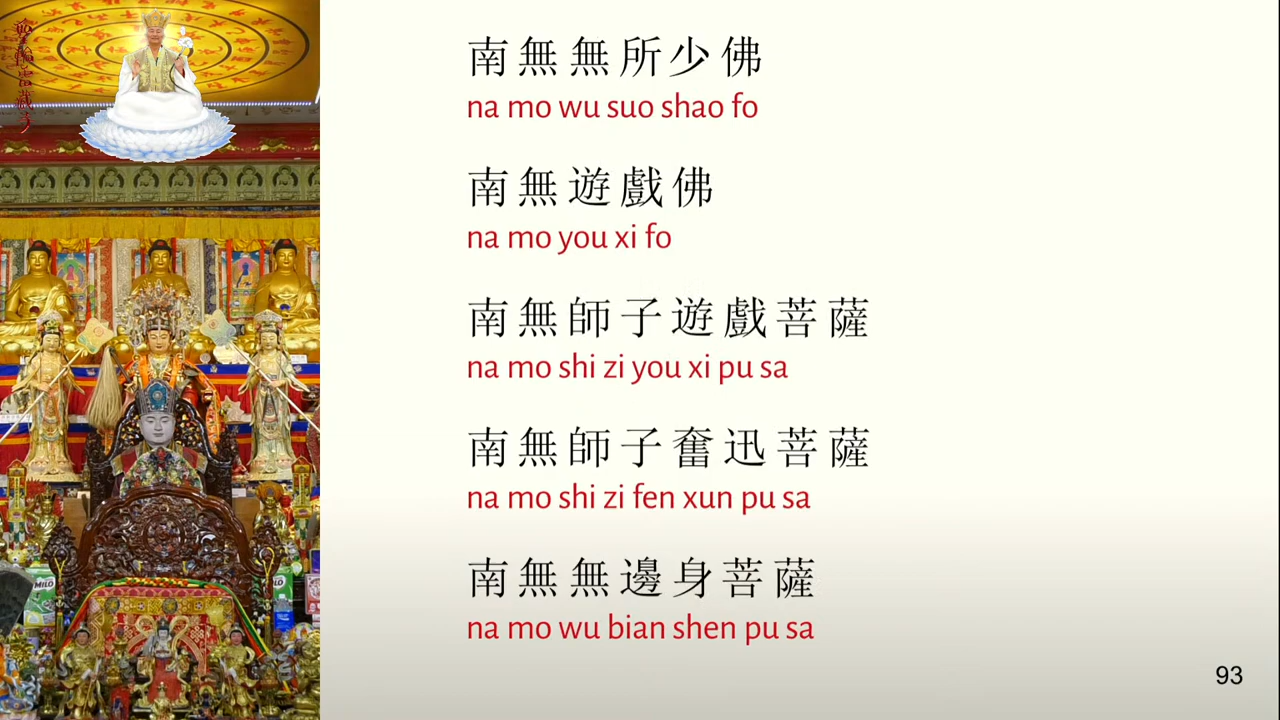 南無無所少佛
na mo wu suo shao fo
南無遊戲佛
na mo you xi fo
南無師子遊戲菩薩
na mo shi zi you xi pu sa
南無師子奮迅菩薩
na mo shi zi fen xun pu sa
南無無邊身菩薩
na mo wu bian shen pu sa
93
MILO